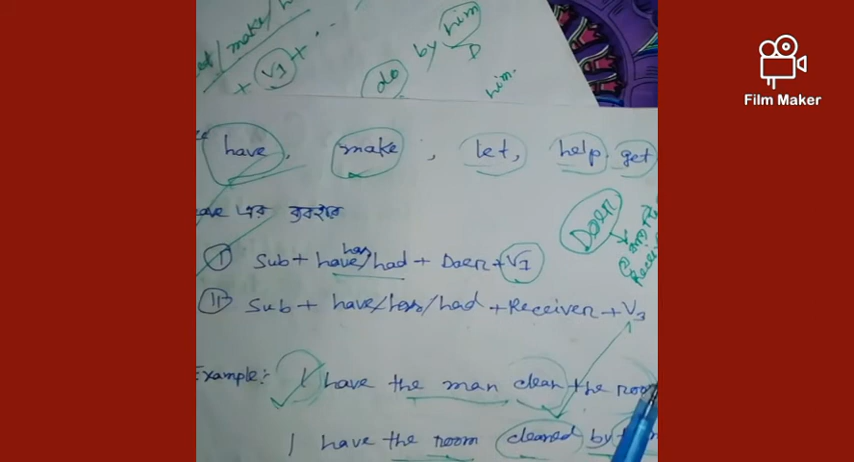 make/
+ V1 + ...
do by him
him.
have, make, let, help, get
এর ব্যবহার
Doer
I Sub + have/has/had + Doer + V1
II Sub + have/has/had + Receiver + V3
Example:- I have the man clean the room
I have the room cleaned by
Film Maker